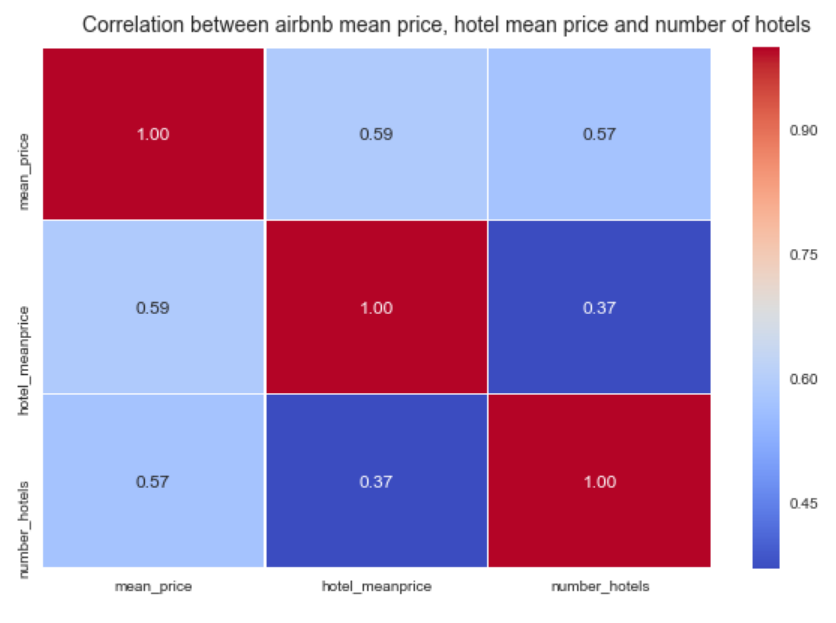 Correlation between airbnb mean price, hotel mean price and number of hotels
mean_price
1.00
0.59
0.57
hotel_meanprice
0.59
1.00
0.37
number_hotels
0.57
0.37
1.00
mean_price
hotel_meanprice
number_hotels
0.90
0.75
0.60
0.45